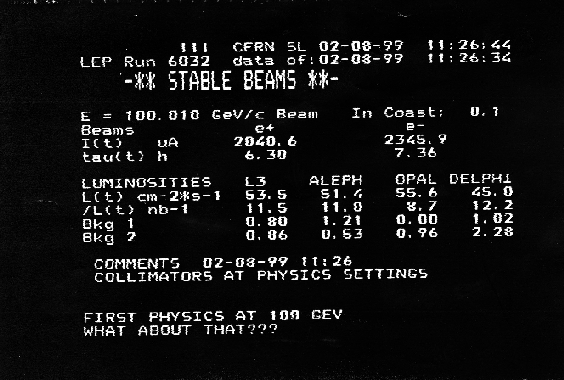 111 CERN SL 02-08-99 11:26:44
LEP Run 6032 data of:02-08-99 11:26:34
-** STABLE BEAMS **-
E = 100.010 GeV/c Beam In Coast: 0.1
Beams e+ e-
I(t) uA 2040.6 2345.9
tau(t) h 6.30 7.36
LUMINOSITIES L3 ALEPH OPAL DELPHI
L(t) cm-2*s-1 53.5 51.4 55.6 45.0
/L(t) nb-1 11.5 11.8 8.7 12.2
Bkg 1 0.80 1.21 0.00 1.02
Bkg 2 0.86 0.53 0.96 2.28
COMMENTS 02-08-99 11:26
COLLIMATORS AT PHYSICS SETTINGS
FIRST PHYSICS AT 100 GEV
WHAT ABOUT THAT???